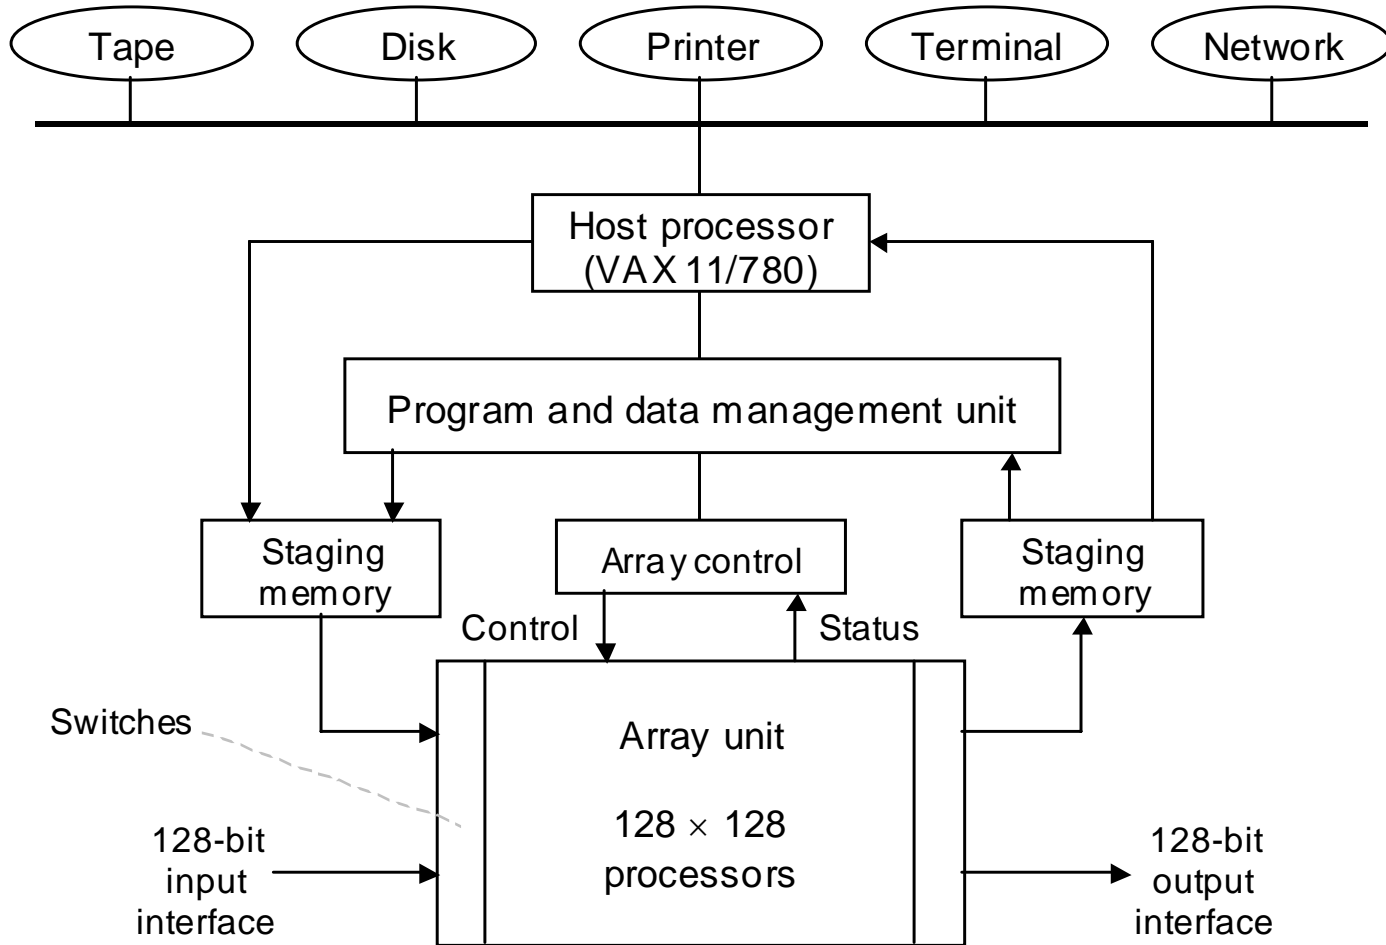 Tape
Disk
Printer
Terminal
Network
Host processor
(VAX 11/780)
Program and data management unit
Staging
memory
Array control
Staging
memory
Control
Status
Switches
Array unit
128 × 128
processors
128-bit
input
interface
128-bit
output
interface